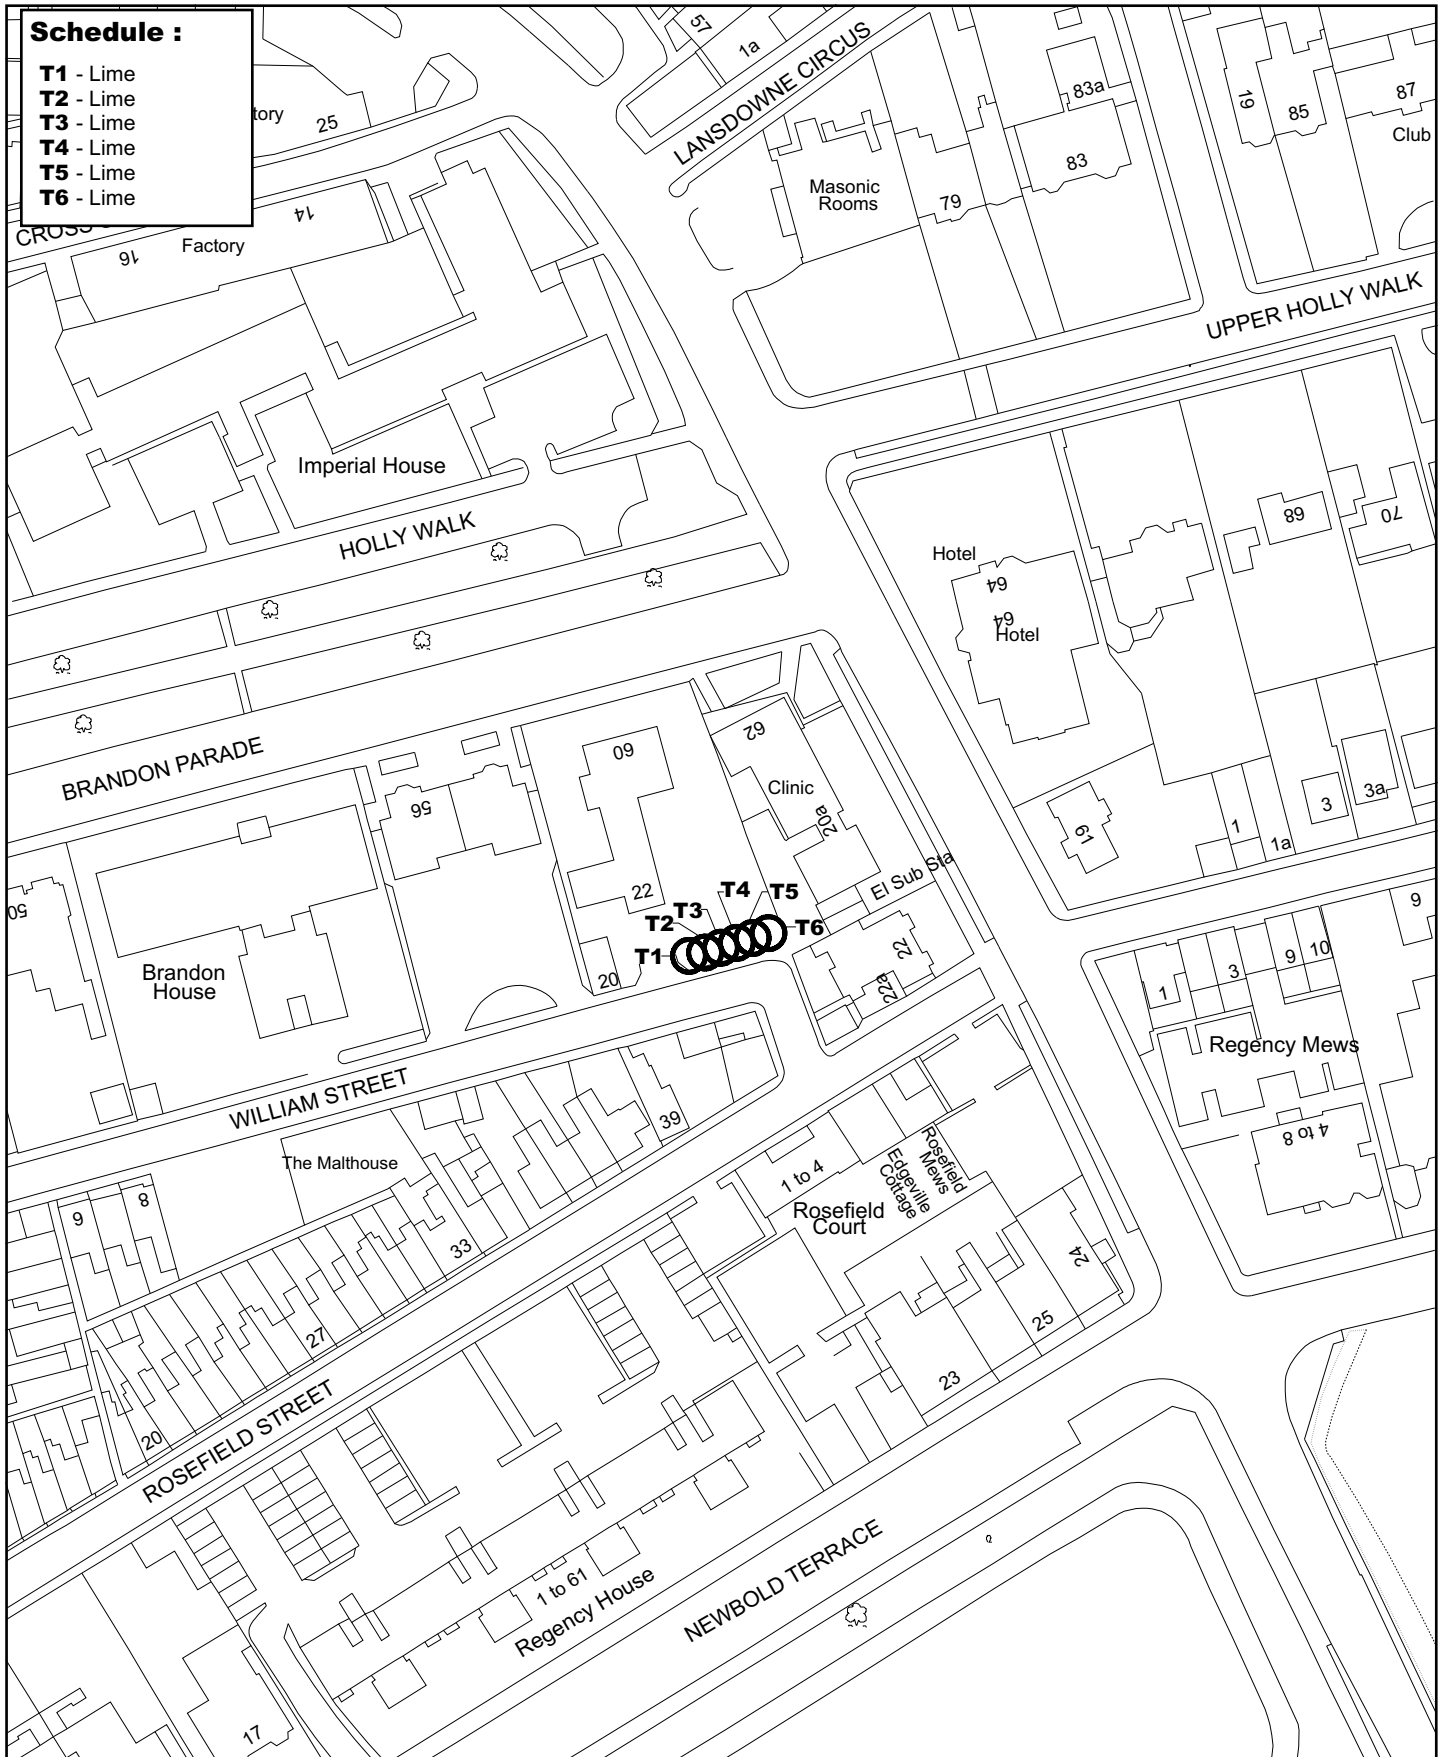 Schedule :
T1 - Lime
T2 - Lime
T3 - Lime
T4 - Lime
T5 - Lime
T6 - Lime
tory
25
57
1a
LANSDOWNE CIRCUS
83a
19
85
87
Club
83
Masonic
Rooms
79
14
CROSS
16
Factory
UPPER HOLLY WALK
Imperial House
HOLLY WALK
68
70
Hotel
64
64
Hotel
BRANDON PARADE
60
62
Clinic
20a
56
61
1
1a
3
3a
50
22
El Sub Sta
T4
T5
T3
T2
T6
T1
Brandon
House
20
22
22a
9
10
9
3
1
Regency Mews
WILLIAM STREET
39
The Malthouse
4 to 8
1 to 4
Edgeville
Cottage
Rosefield
Mews
Rosefield
Court
8
9
33
24
27
25
23
20
ROSEFIELD STREET
NEWBOLD TERRACE
1 to 61
Regency House
17